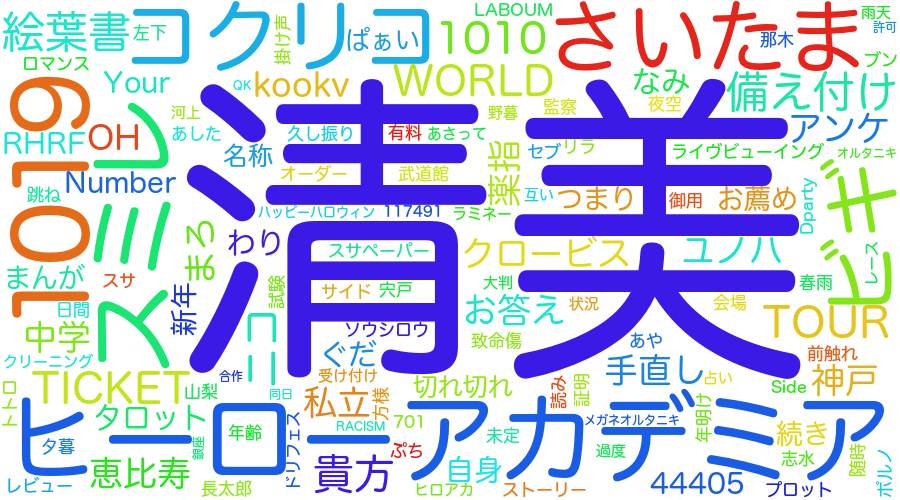 清美
ヒーローアカデミア
さいたま
コクリコ
スミレ
1019
ビギ
絵葉書
左下
ロマンス
掛け声
ぱぁい
LABOUM
1010
那木
雨天
許可
ブン
Your
QK
kookv
WORLD
なみ
備え付け
RHRF
OH
河上
あした
久し振り
有料
あさって
野暮
監察
夜空
アンケ
名称
オーダー
武道館
薬指
セブ
リラ
ライヴビューイング
オルタニキ
跳ね
Number
ハッピーハロウィン
117491
ラミネー
互い
つまり
御用
お薦め
Dparty
まろ
わり
スサペーパー
クロービス
ユノハ
レース
まんが
スサ
新年
試験
サイド
宍戸
大判
状況
会場
春雨
日間
中学
ニコ
ソウシロウ
お答え
致命傷
TOUR
クリーニング
ぐだ
あや
前触れ
合作
受け付け
手直し
占い
トロ
TICKET
山梨
同日
私立
方様
切れ切れ
読み
証明
Side
神戸
タロット
RACISM
701
メガネオルタニキ
年明け
続き
夕暮
銀座
年齢
ドリフェス
ぷち
未定
過度
志水
随時
ポルノ
レビュー
恵比寿
長太郎
貴方
自身
ヒロアカ
ストーリー
44405
プロット